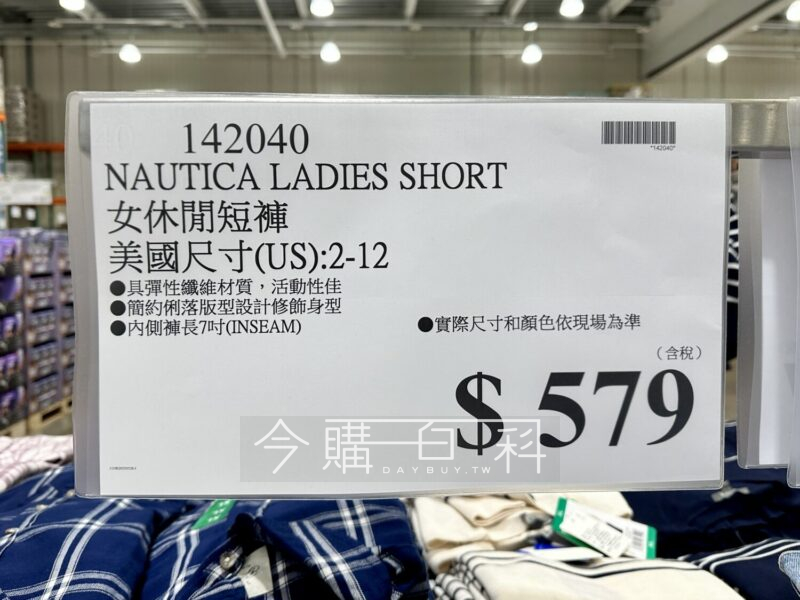 142040
*142040*
NAUTICA LADIES SHORT
女休閒短褲
美國尺寸(US):2-12
●具彈性纖維材質，活動性佳
●簡約俐落版型設計修飾身型
●內側褲長7吋(INSEAM)
●實際尺寸和顏色依現場為準
(含稅)
$ 579
今購百科
DAYBUY.TW